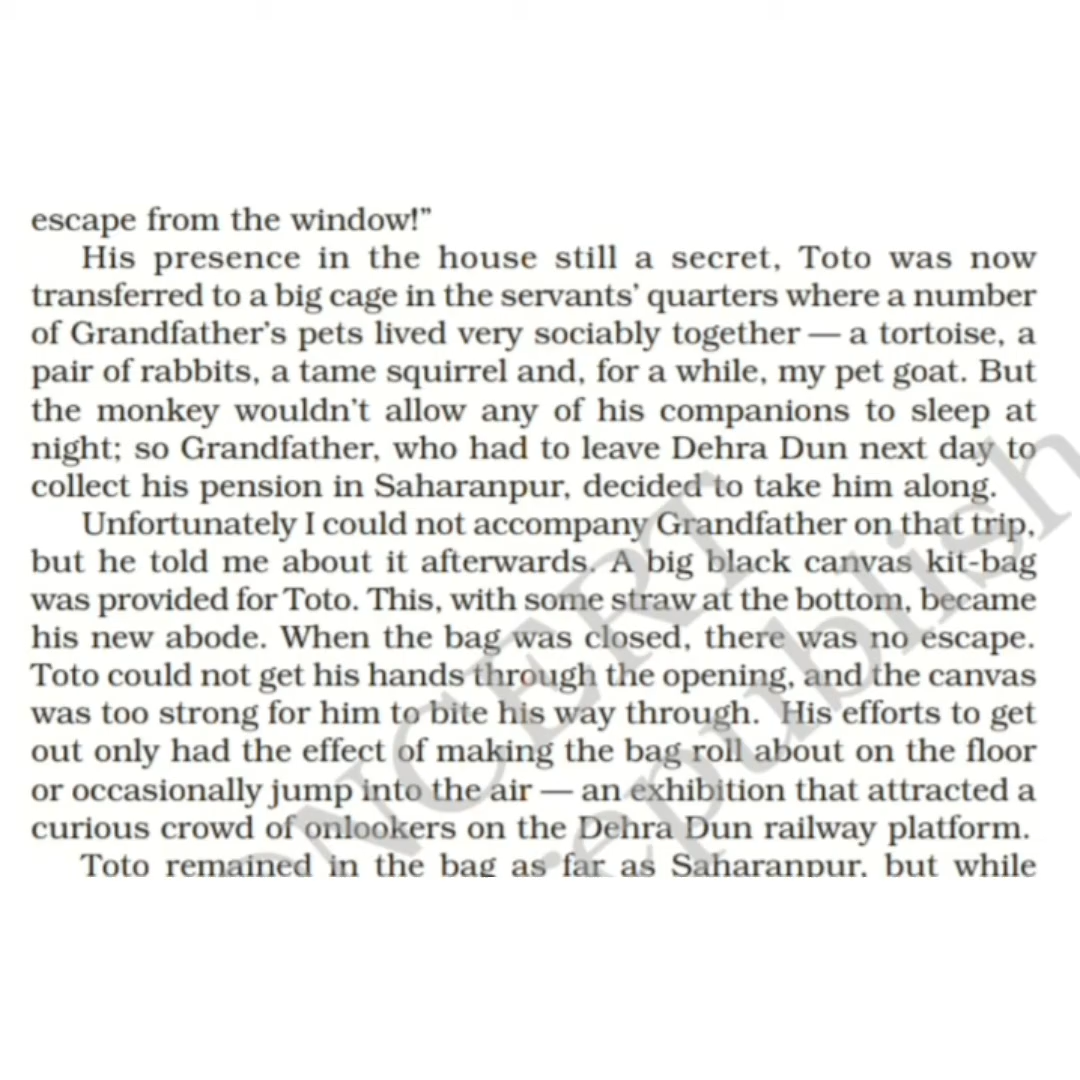 escape from the window!”
His presence in the house still a secret, Toto was now
transferred to a big cage in the servants’ quarters where a number
of Grandfather’s pets lived very sociably together — a tortoise, a
pair of rabbits, a tame squirrel and, for a while, my pet goat. But
the monkey wouldn’t allow any of his companions to sleep at
night; so Grandfather, who had to leave Dehra Dun next day to
collect his pension in Saharanpur, decided to take him along.
Unfortunately I could not accompany Grandfather on that trip,
but he told me about it afterwards. A big black canvas kit-bag
was provided for Toto. This, with some straw at the bottom, became
his new abode. When the bag was closed, there was no escape.
Toto could not get his hands through the opening, and the canvas
was too strong for him to bite his way through. His efforts to get
out only had the effect of making the bag roll about on the floor
or occasionally jump into the air — an exhibition that attracted a
curious crowd of onlookers on the Dehra Dun railway platform.
Toto remained in the bag as far as Saharanpur, but while
NCERT
republish